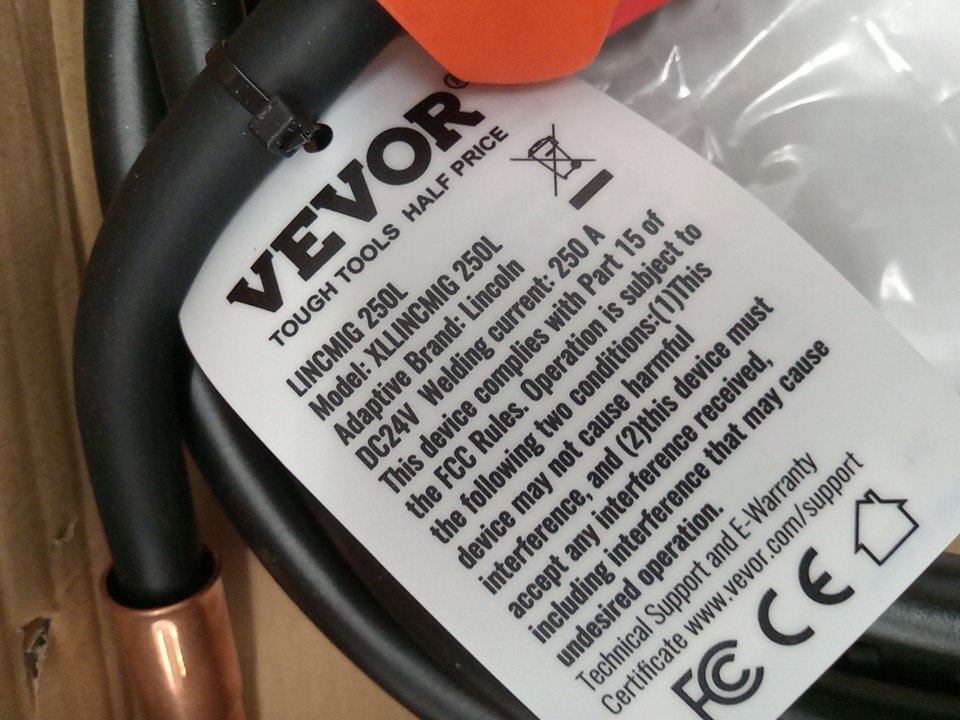 VEVOR®
TOUGH TOOLS HALF PRICE
LINCMIG 250L
Model: XLLINCMIG 250L
Adaptive Brand: Lincoln
DC24V Welding current: 250 A
This device complies with Part 15 of
the FCC Rules. Operation is subject to
the following two conditions:(1)This
device may not cause harmful
interference, and (2)this device must
accept any interference received,
including interference that may cause
undesired operation.
Technical Support and E-Warranty
Certificate www.vevor.com/support
FCC CE